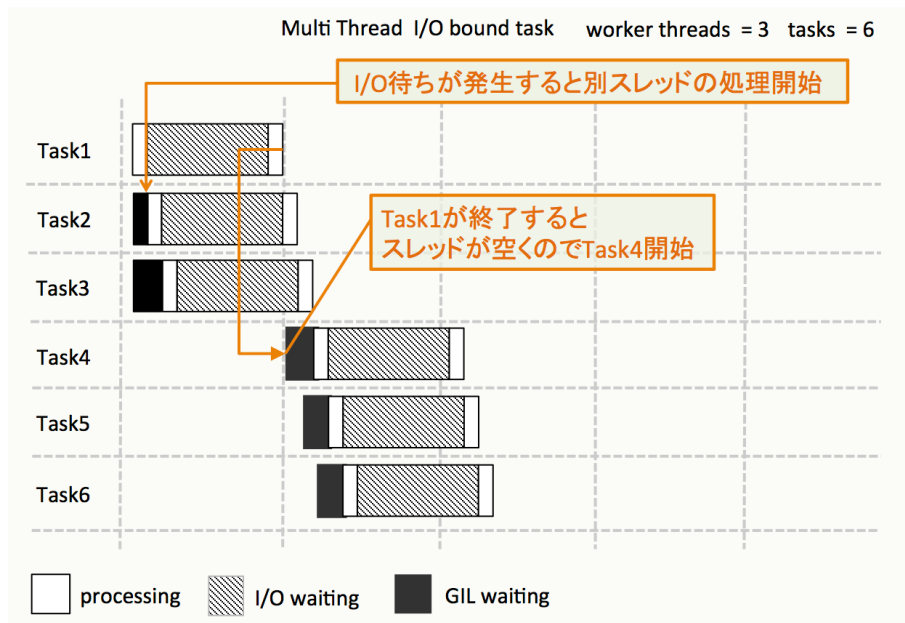 Multi Thread I/O bound task worker threads = 3 tasks = 6
I/O待ちが発生すると別スレッドの処理開始
Task1
Task2
Task1が終了すると
スレッドが空くのでTask4開始
Task3
Task4
Task5
Task6
processing
I/O waiting
GIL waiting